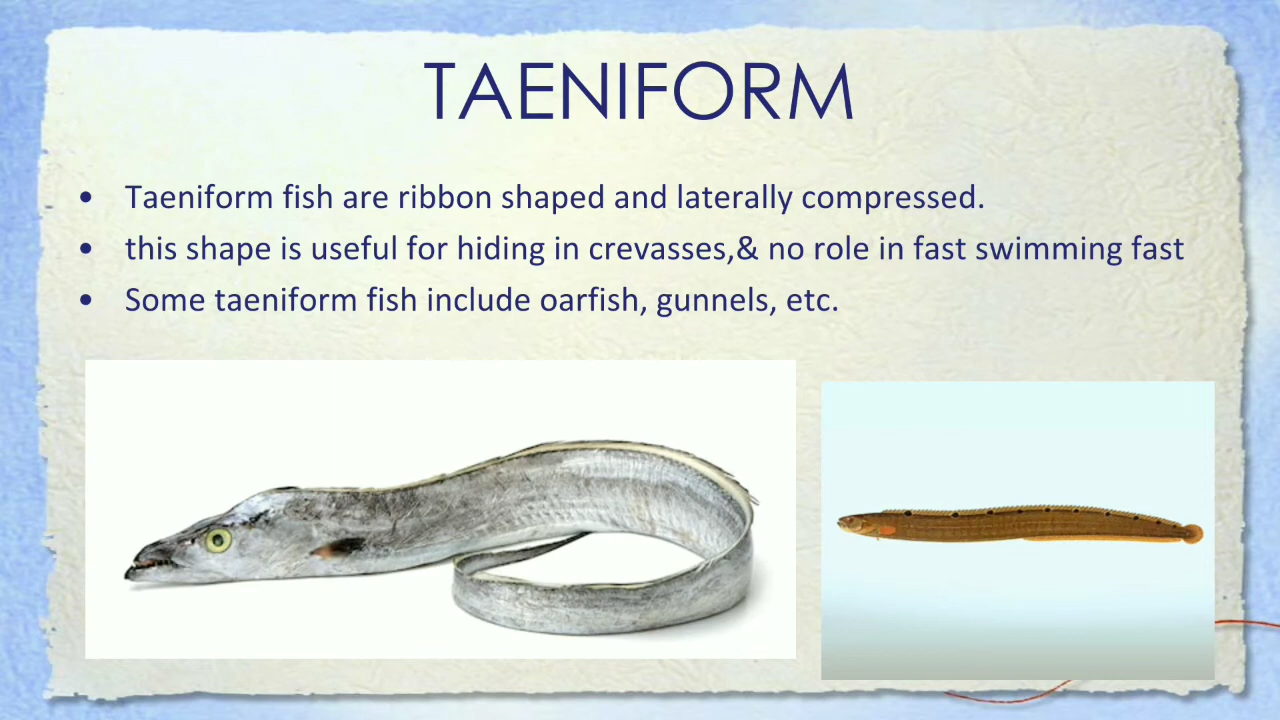 TAENIFORM
• Taeniform fish are ribbon shaped and laterally compressed.
• this shape is useful for hiding in crevasses,& no role in fast swimming fast
• Some taeniform fish include oarfish, gunnels, etc.